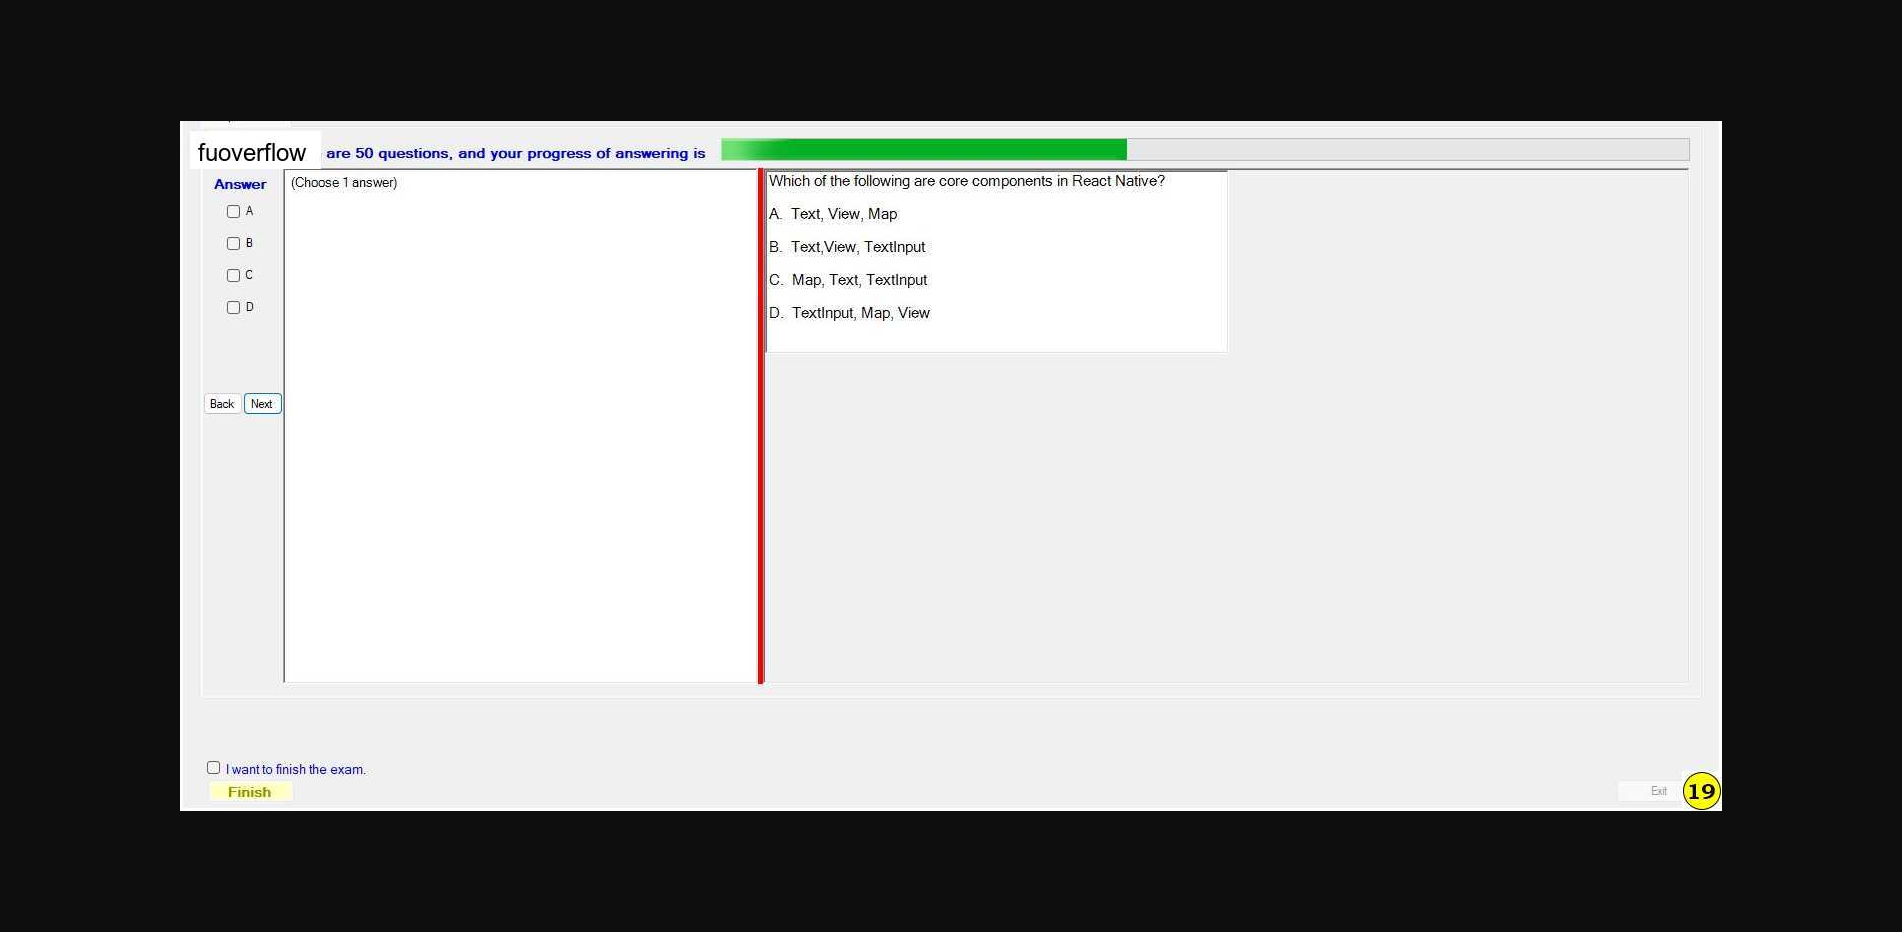 fuoverflow are 50 questions, and your progress of answering is
Answer
A
B
C
D
Back Next
(Choose 1 answer)
Which of the following are core components in React Native?
A. Text, View, Map
B. Text,View, TextInput
C. Map, Text, TextInput
D. TextInput, Map, View
I want to finish the exam.
Finish
Exit
19